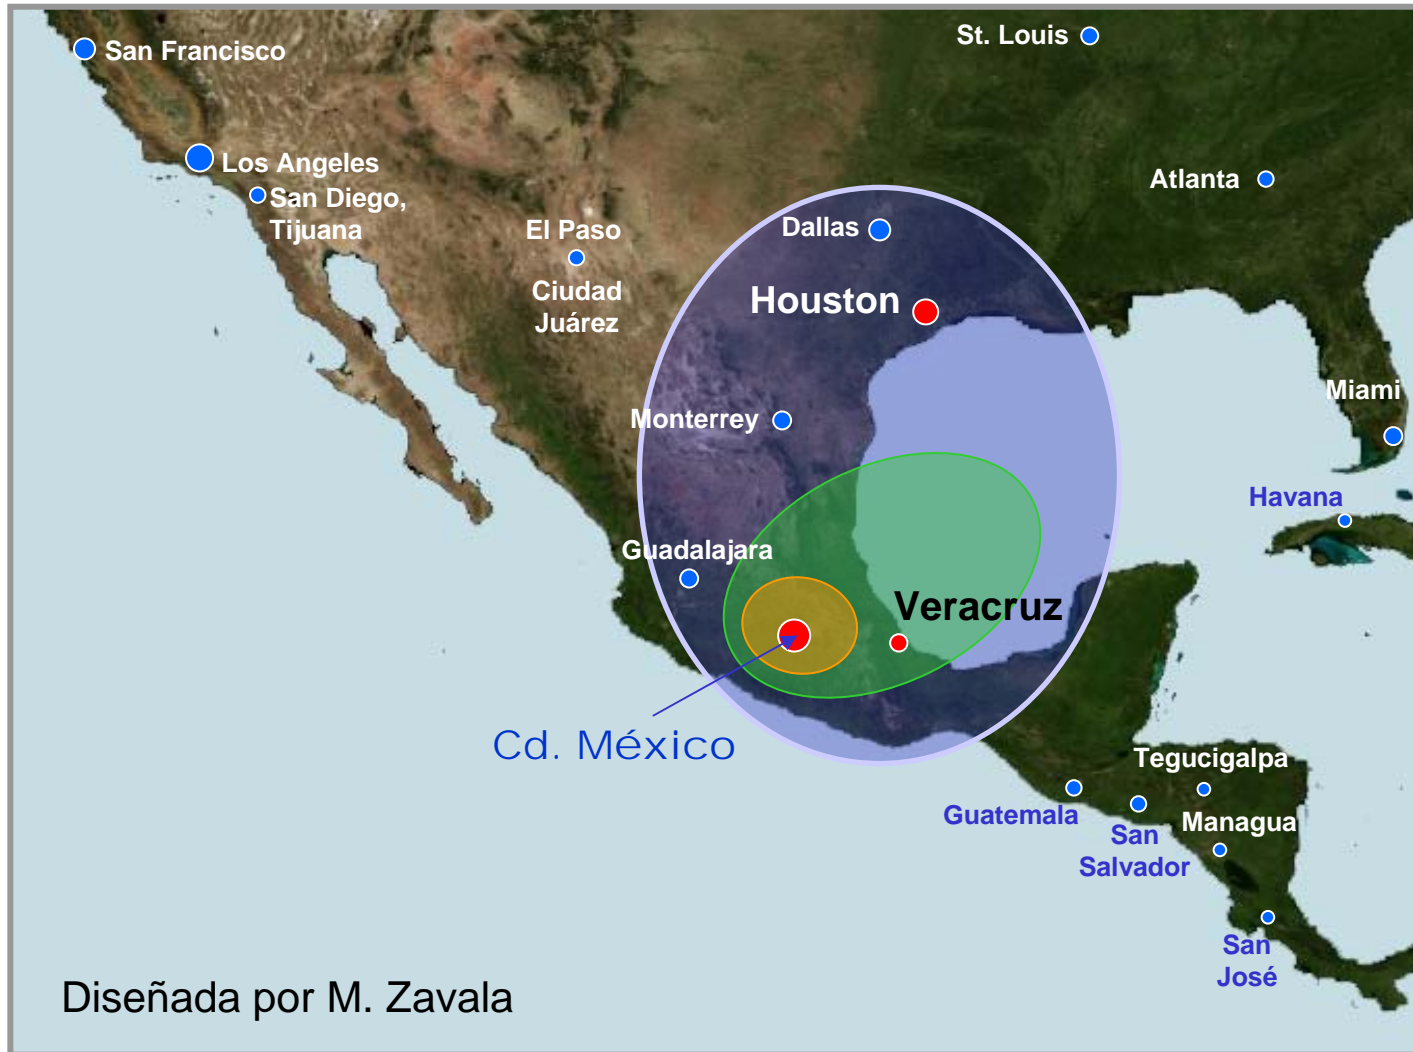 San Francisco
St. Louis
Los Angeles
San Diego,
Tijuana
Atlanta
El Paso
Ciudad
Juárez
Dallas
Houston
Miami
Monterrey
Havana
Guadalajara
Veracruz
Cd. México
Tegucigalpa
Guatemala
Managua
San
Salvador
San
José
Diseñada por M. Zavala